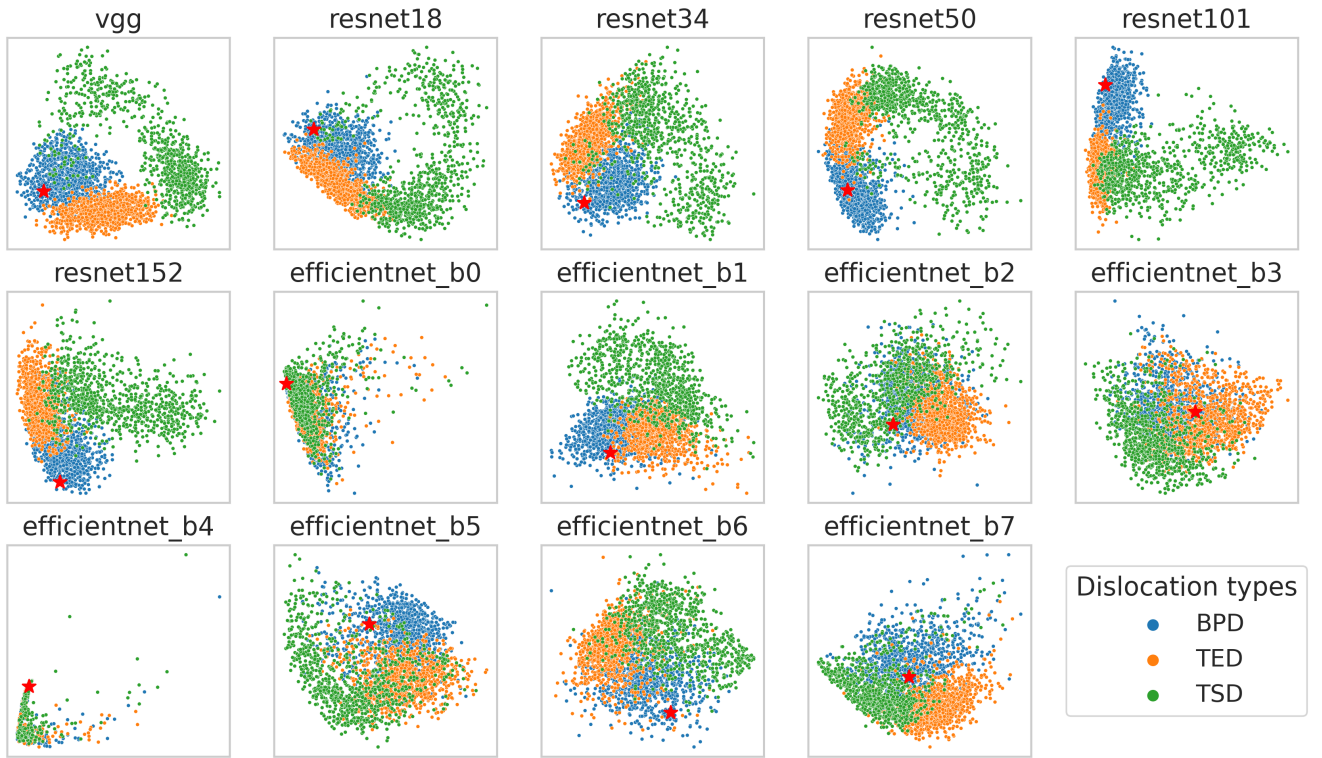 vgg
resnet18
resnet34
resnet50
resnet101
resnet152
efficientnet_b0
efficientnet_b1
efficientnet_b2
efficientnet_b3
efficientnet_b4
efficientnet_b5
efficientnet_b6
efficientnet_b7
Dislocation types
BPD
TED
TSD